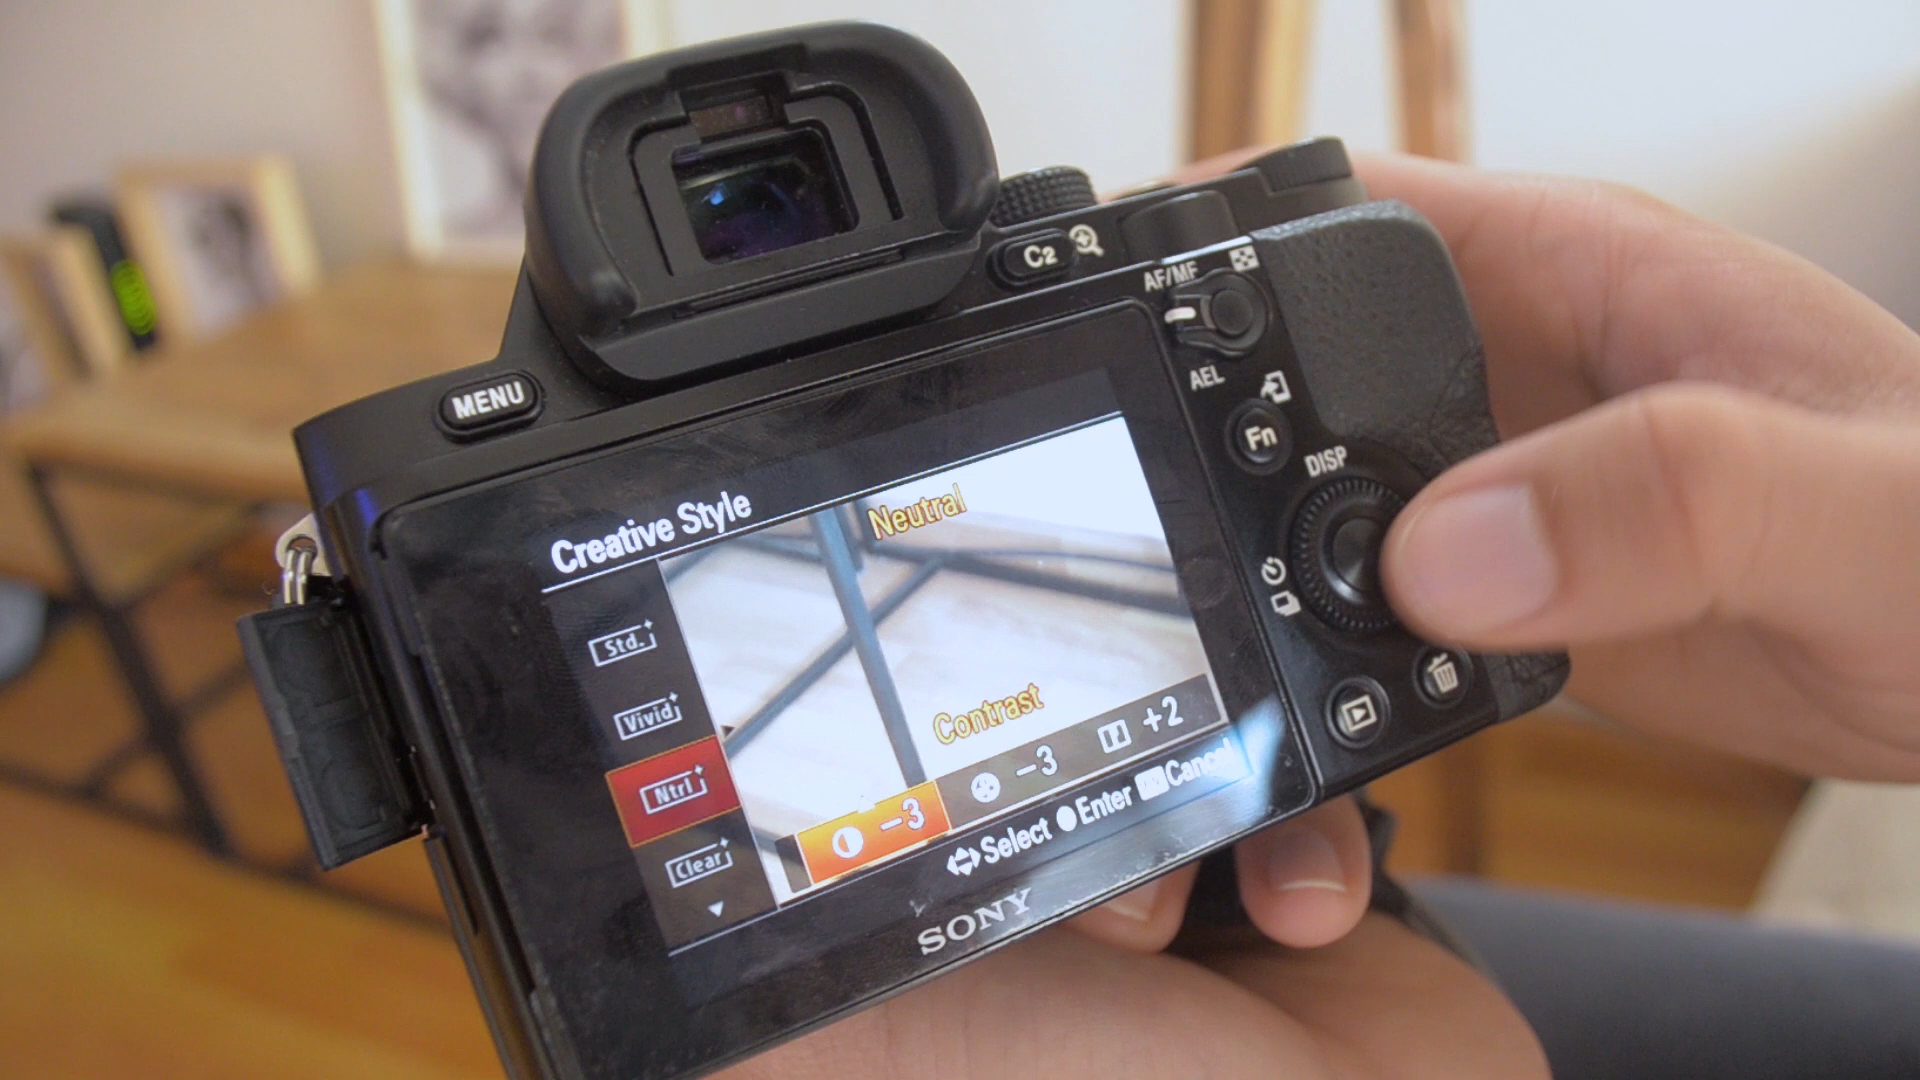 C2
AF/MF
AEL
MENU
Fn
DISP
Creative Style
Neutral
Std.
Vivid
Ntrl
Clear
Contrast
-3 -3 +2
Select Enter Cancel
SONY